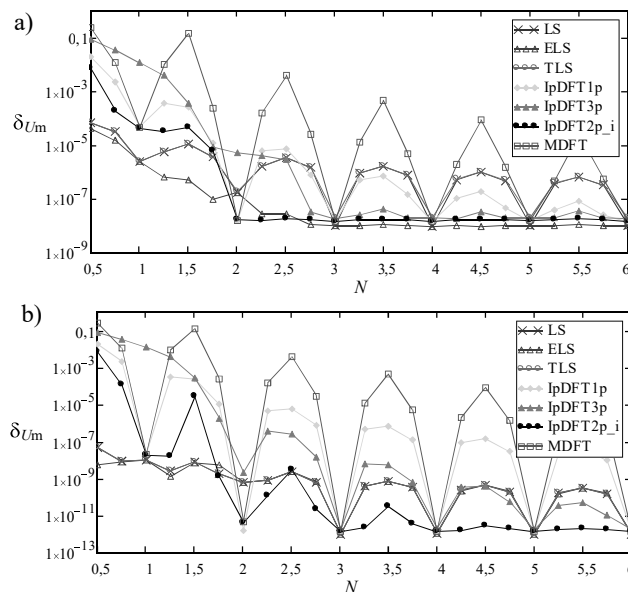 a)
0,1
1×10⁻³
δUm
1×10⁻⁵
1×10⁻⁷
1×10⁻⁹
LS
ELS
TLS
IpDFT1p
IpDFT3p
IpDFT2p_i
MDFT
0,5 1 1,5 2 2,5 3 3,5 4 4,5 5 5,5 6
N
b)
0,1
1×10⁻³
1×10⁻⁵
δUm
1×10⁻⁷
1×10⁻⁹
1×10⁻¹¹
1×10⁻¹³
LS
ELS
TLS
IpDFT1p
IpDFT3p
IpDFT2p_i
MDFT
0,5 1 1,5 2 2,5 3 3,5 4 4,5 5 5,5 6
N